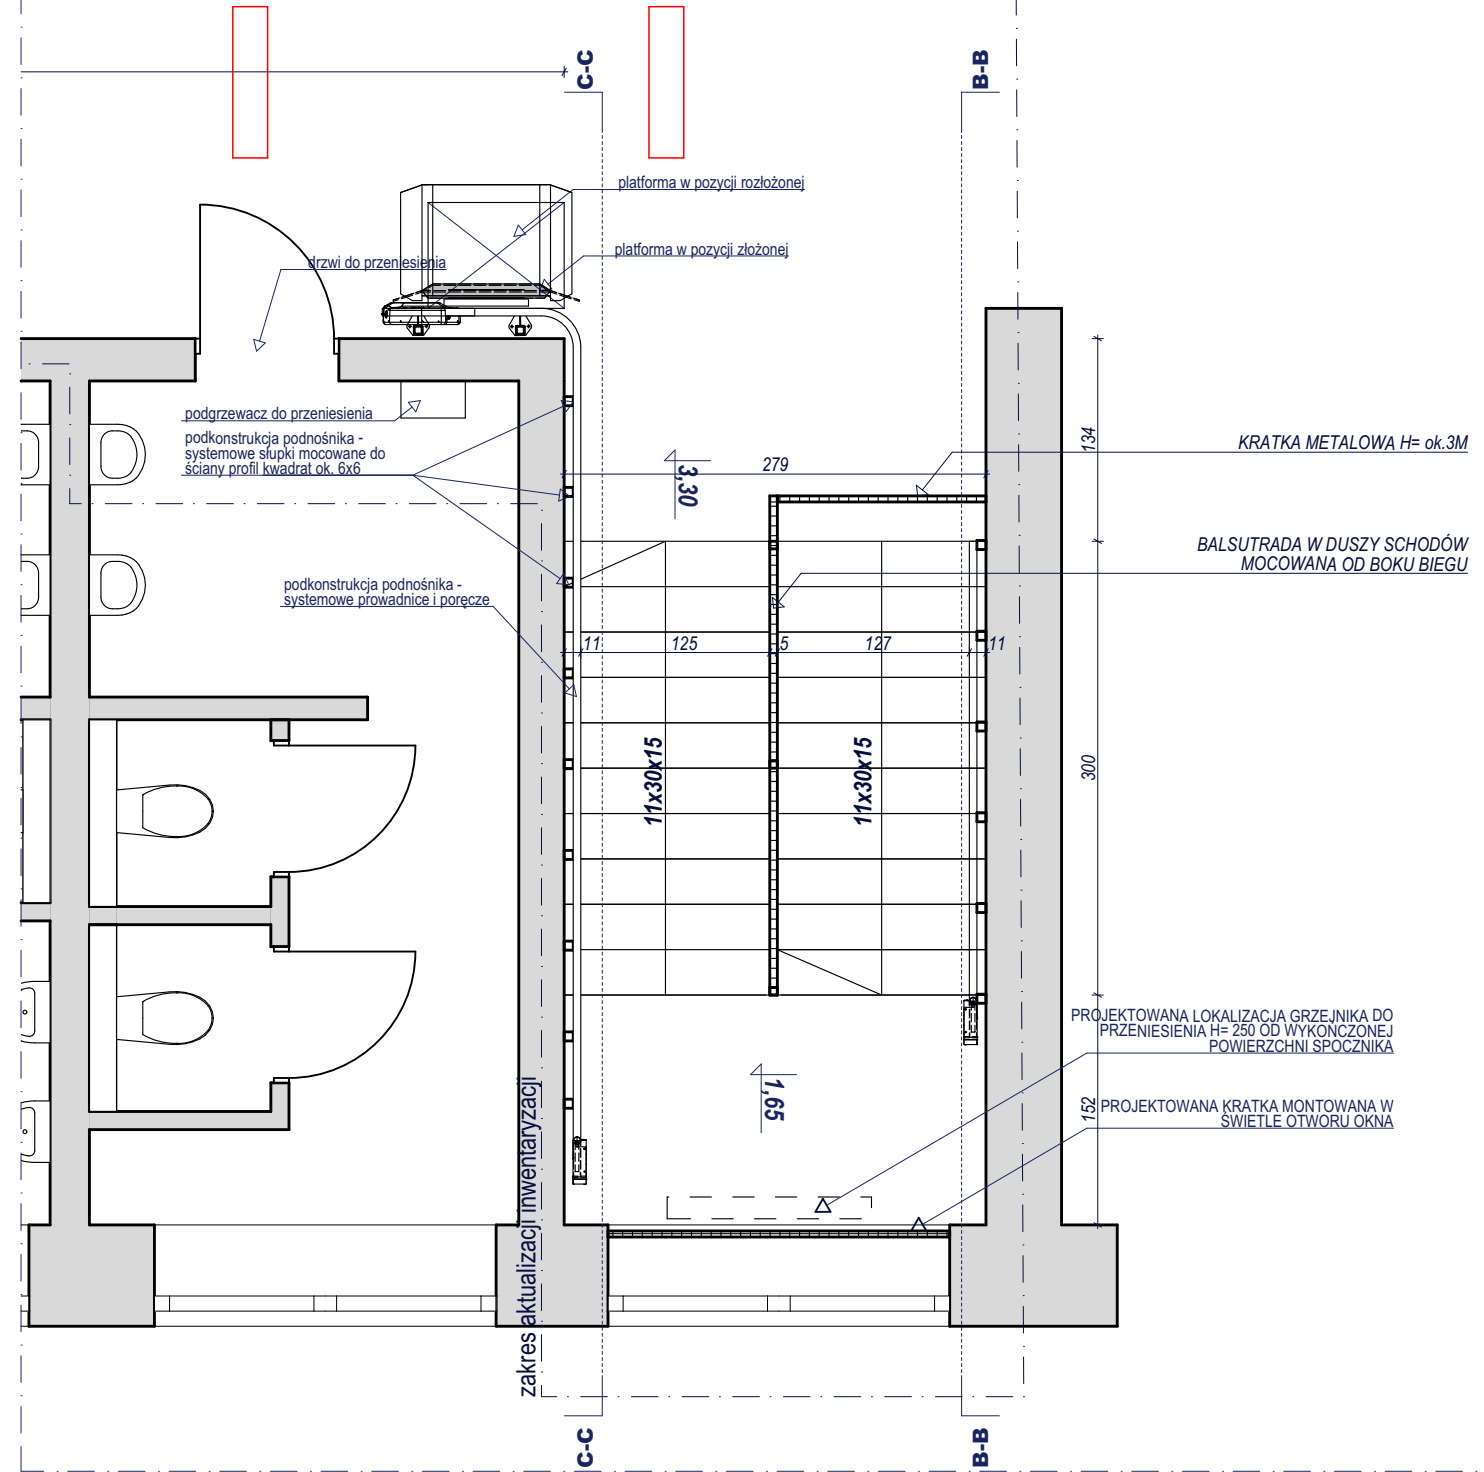 C-C
B-B
platforma w pozycji rozłożonej
platforma w pozycji złożonej
drzwi do przeniesienia
podgrzewacz do przeniesienia
podkonstrukcja podnośnika -
systemowe słupki mocowane do
ściany profil kwadrat ok. 6x6
3,30
279
134
KRATKA METALOWA H= ok.3M
BALSUTRADA W DUSZY SCHODÓW
MOCOWANA OD BOKU BIEGU
podkonstrukcja podnośnika -
systemowe prowadnice i poręcze
11
125
5
127
11
11x30x15
11x30x15
300
PROJEKTOWANA LOKALIZACJA GRZEJNIKA DO
PRZENIESIENIA H= 250 OD WYKOŃCZONEJ
POWIERZCHNI SPOCZNIKA
1,65
152
PROJEKTOWANA KRATKA MONTOWANA W
ŚWIETLE OTWORU OKNA
zakres aktualizacji inwentaryzacji
C-C
B-B